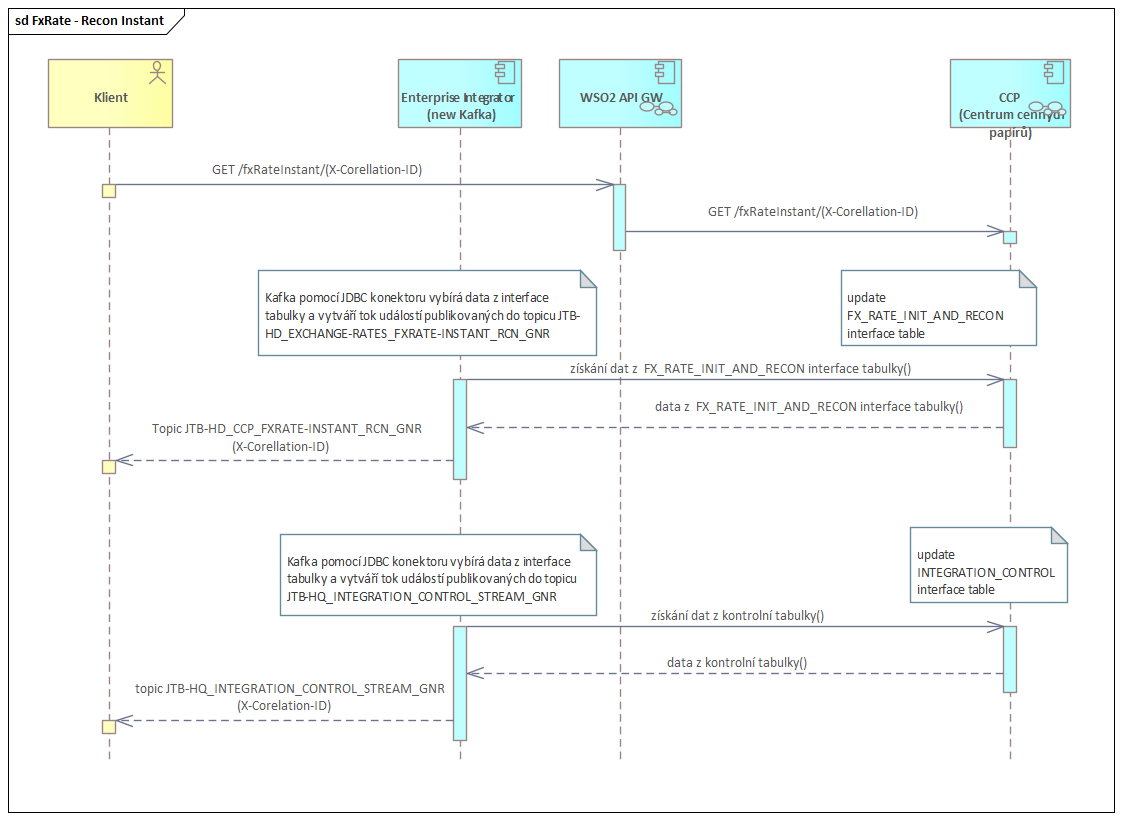 sd FxRate - Recon Instant
Klient
Enterprise Integrator
(new Kafka)
WSO2 API GW
CCP
(Centrum cenných
papírů)
GET /fxRateInstant/(X-Corellation-ID)
GET /fxRateInstant/(X-Corellation-ID)
Kafka pomocí JDBC konektoru vybírá data z interface
tabulky a vytváří tok událostí publikovaných do topicu JTB-
HD_EXCHANGE-RATES_FXRATE-INSTANT_RCN_GNR
update
FX_RATE_INIT_AND_RECON
interface table
získání dat z  FX_RATE_INIT_AND_RECON interface tabulky()
data z  FX_RATE_INIT_AND_RECON interface tabulky()
Topic JTB-HD_CCP_FXRATE-INSTANT_RCN_GNR
(X-Corellation-ID)
Kafka pomocí JDBC konektoru vybírá data z interface
tabulky a vytváří tok událostí publikovaných do topicu
JTB-HQ_INTEGRATION_CONTROL_STREAM_GNR
update
INTEGRATION_CONTROL
interface table
získání dat z kontrolní tabulky()
data z kontrolní tabulky()
topic JTB-HQ_INTEGRATION_CONTROL_STREAM_GNR
(X-Corelation-ID)